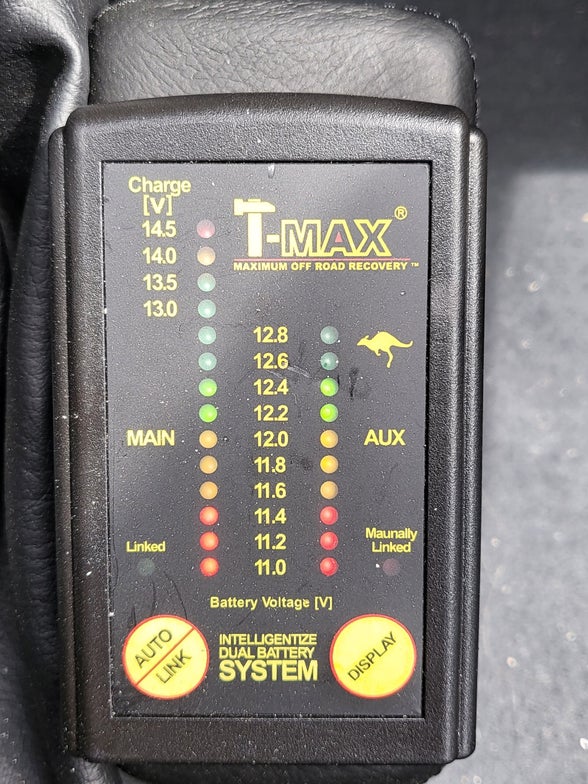 Charge
[V]
14.5
14.0
13.5
13.0
T-MAX®
MAXIMUM OFF ROAD RECOVERY ™
12.8
12.6
12.4
12.2
MAIN 12.0 AUX
11.8
11.6
11.4
11.2
11.0
Linked
Maunally
Linked
Battery Voltage [V]
AUTO
LINK
INTELLIGENTIZE
DUAL BATTERY
SYSTEM
DISPLAY